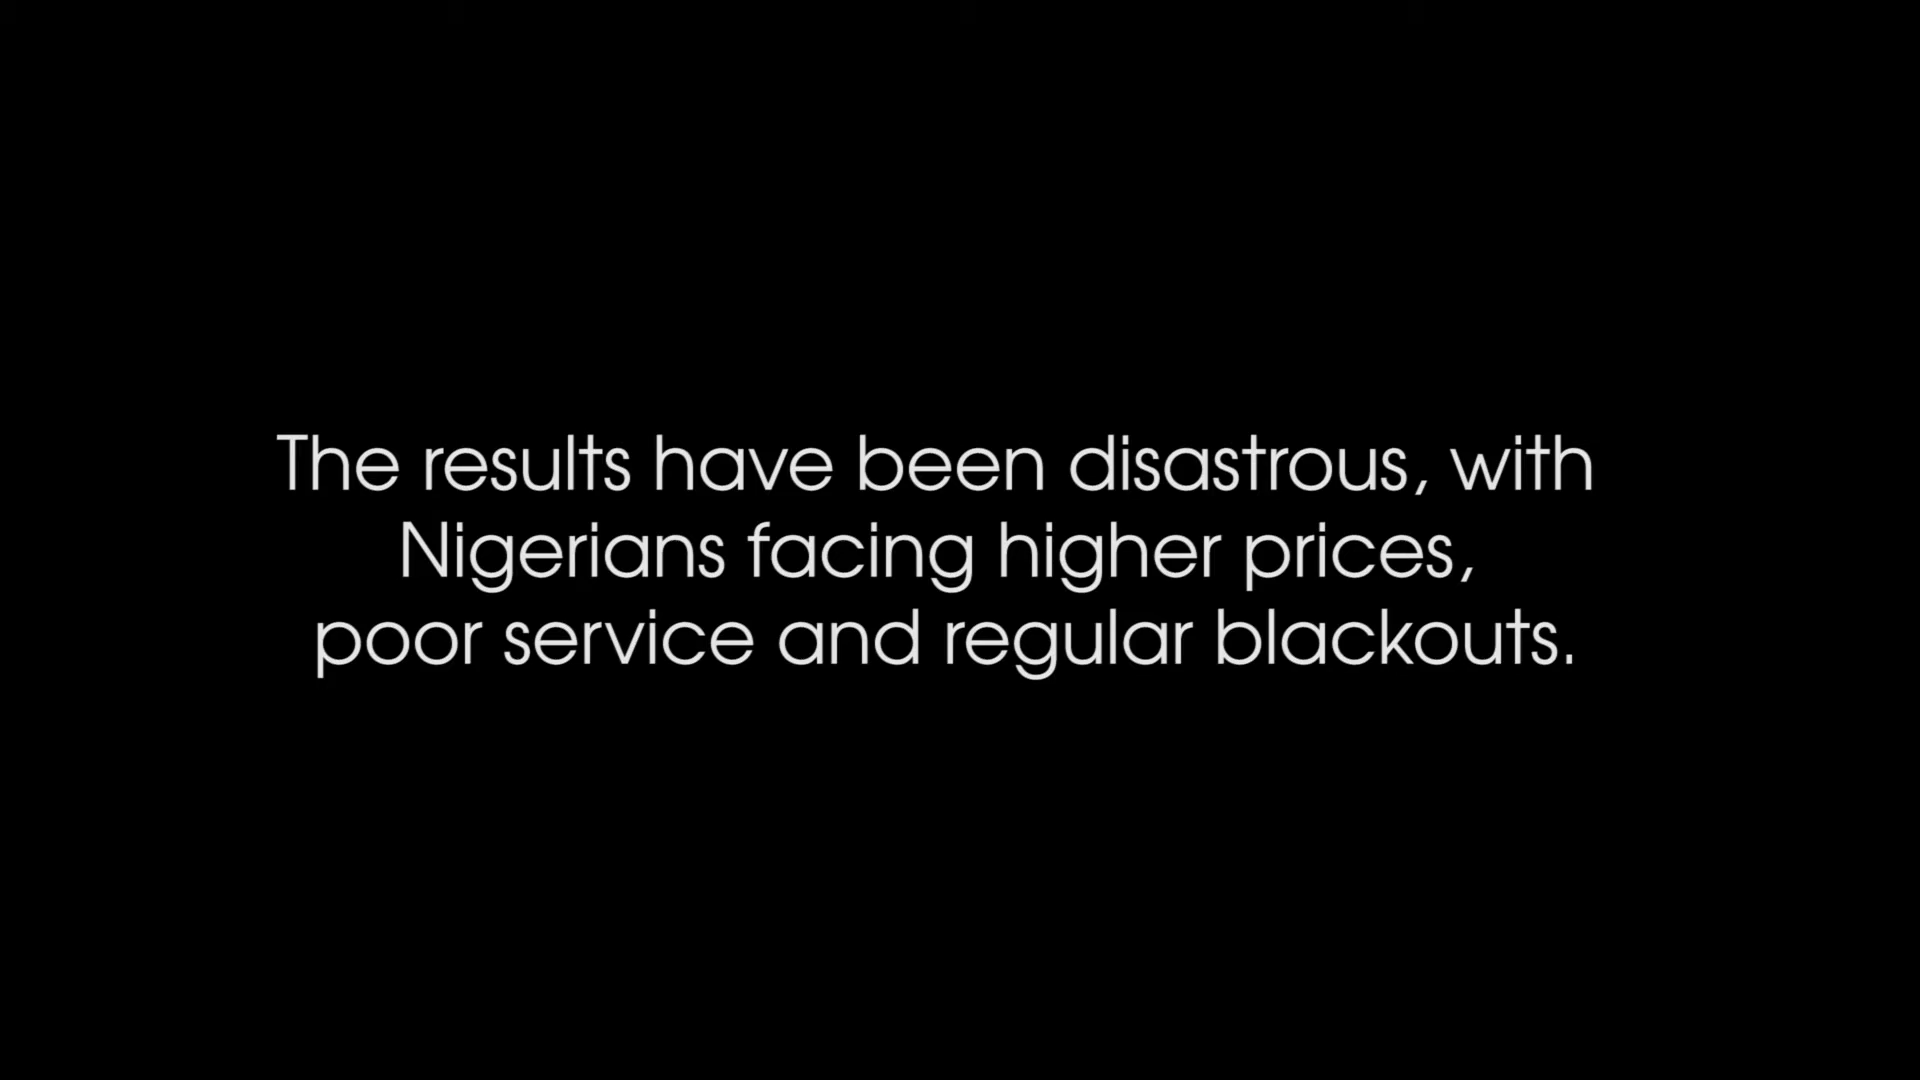 The results have been disastrous, with
Nigerians facing higher prices,
poor service and regular blackouts.